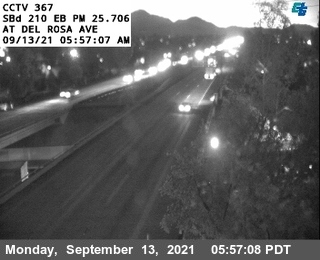 CCTV 367
SBd 210 EB PM 25.706
AT DEL ROSA AVE
09/13/21 05:57:07 AM
Monday, September 13, 2021 05:57:08 PDT